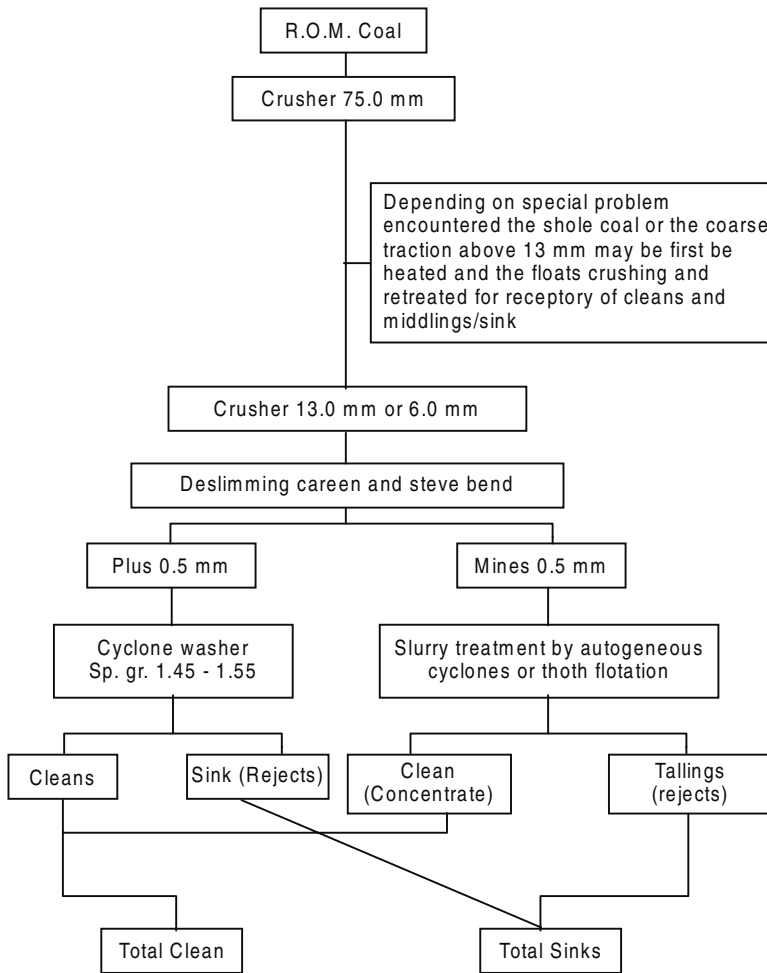 R.O.M. Coal
Crusher 75.0 mm
Depending on special problem
encountered the shole coal or the coarse
traction above 13 mm may be first be
heated and the floats crushing and
retreated for receptory of cleans and
middlings/sink
Crusher 13.0 mm or 6.0 mm
Deslimming careen and steve bend
Plus 0.5 mm
Mines 0.5 mm
Cyclone washer
Sp. gr. 1.45 - 1.55
Slurry treatment by autogeneous
cyclones or thoth flotation
Cleans
Sink (Rejects)
Clean
(Concentrate)
Tallings
(rejects)
Total Clean
Total Sinks